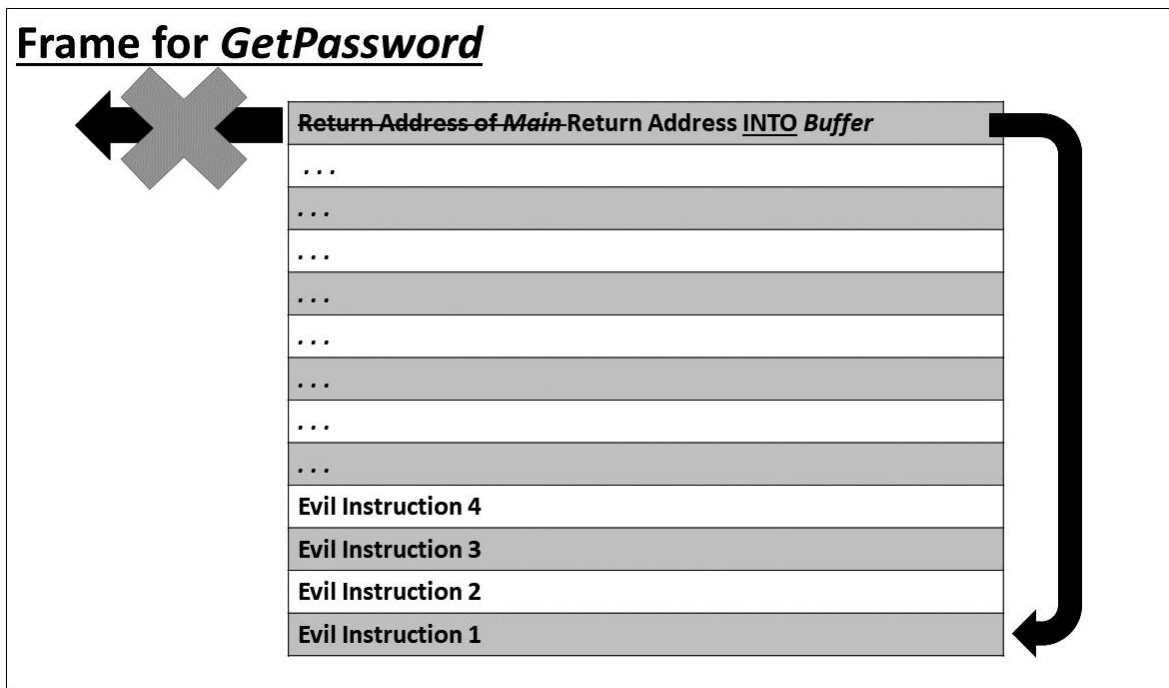 Frame for GetPassword
Return Address of Main Return Address INTO Buffer
. . .
. . .
. . .
. . .
. . .
. . .
. . .
. . .
Evil Instruction 4
Evil Instruction 3
Evil Instruction 2
Evil Instruction 1